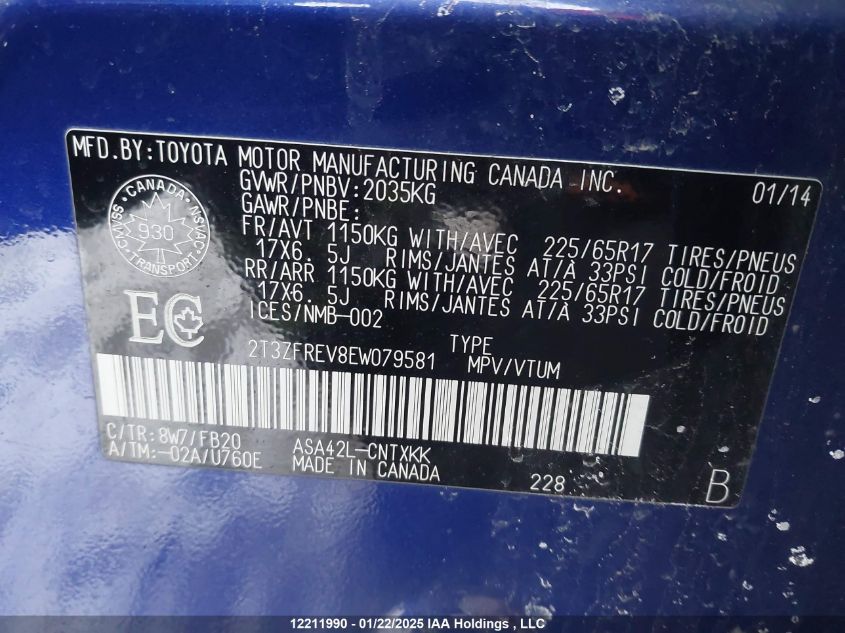 MFD.BY:TOYOTA MOTOR MANUFACTURING CANADA INC.
01/14
GVWR/PNBV:2035KG
GAWR/PNBE:
FR/AVT 1150KG WITH/AVEC 225/65R17 TIRES/PNEUS
17X6. 5J RIMS/JANTES AT/À 33PSI COLD/FROID
RR/ARR 1150KG WITH/AVEC 225/65R17 TIRES/PNEUS
17X6. 5J RIMS/JANTES AT/À 33PSI COLD/FROID
ICES/NMB-002
CANADA
CMVSS
930
NSVAC
TRANSPORT
EC
2T3ZFREV8EW079581
TYPE
MPV/VTUM
C/TR: 8W7/FB20
A/TM:-02A/U760E
ASA42L-CNTXKK
MADE IN CANADA
228
B
12211990 - 01/22/2025 IAA Holdings , LLC